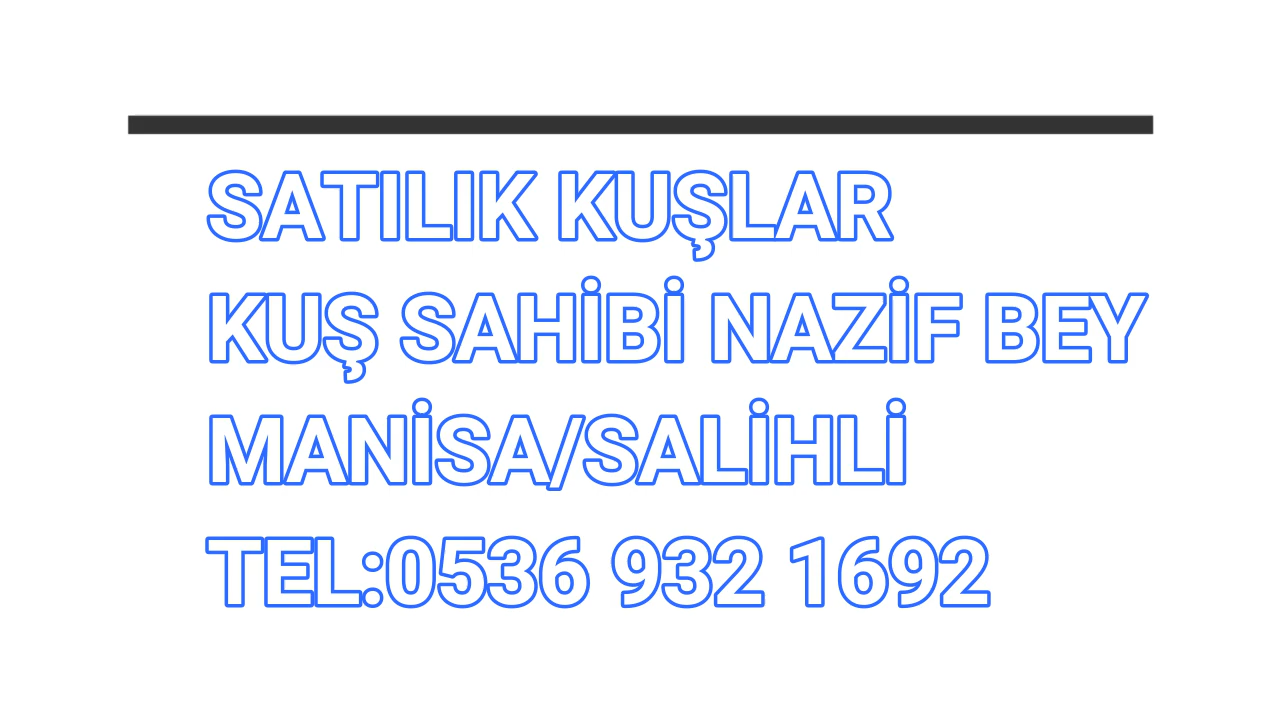 SATILIK KUŞLAR
KUŞ SAHİBİ NAZİF BEY
MANİSA/SALİHLİ
TEL:0536 932 1692